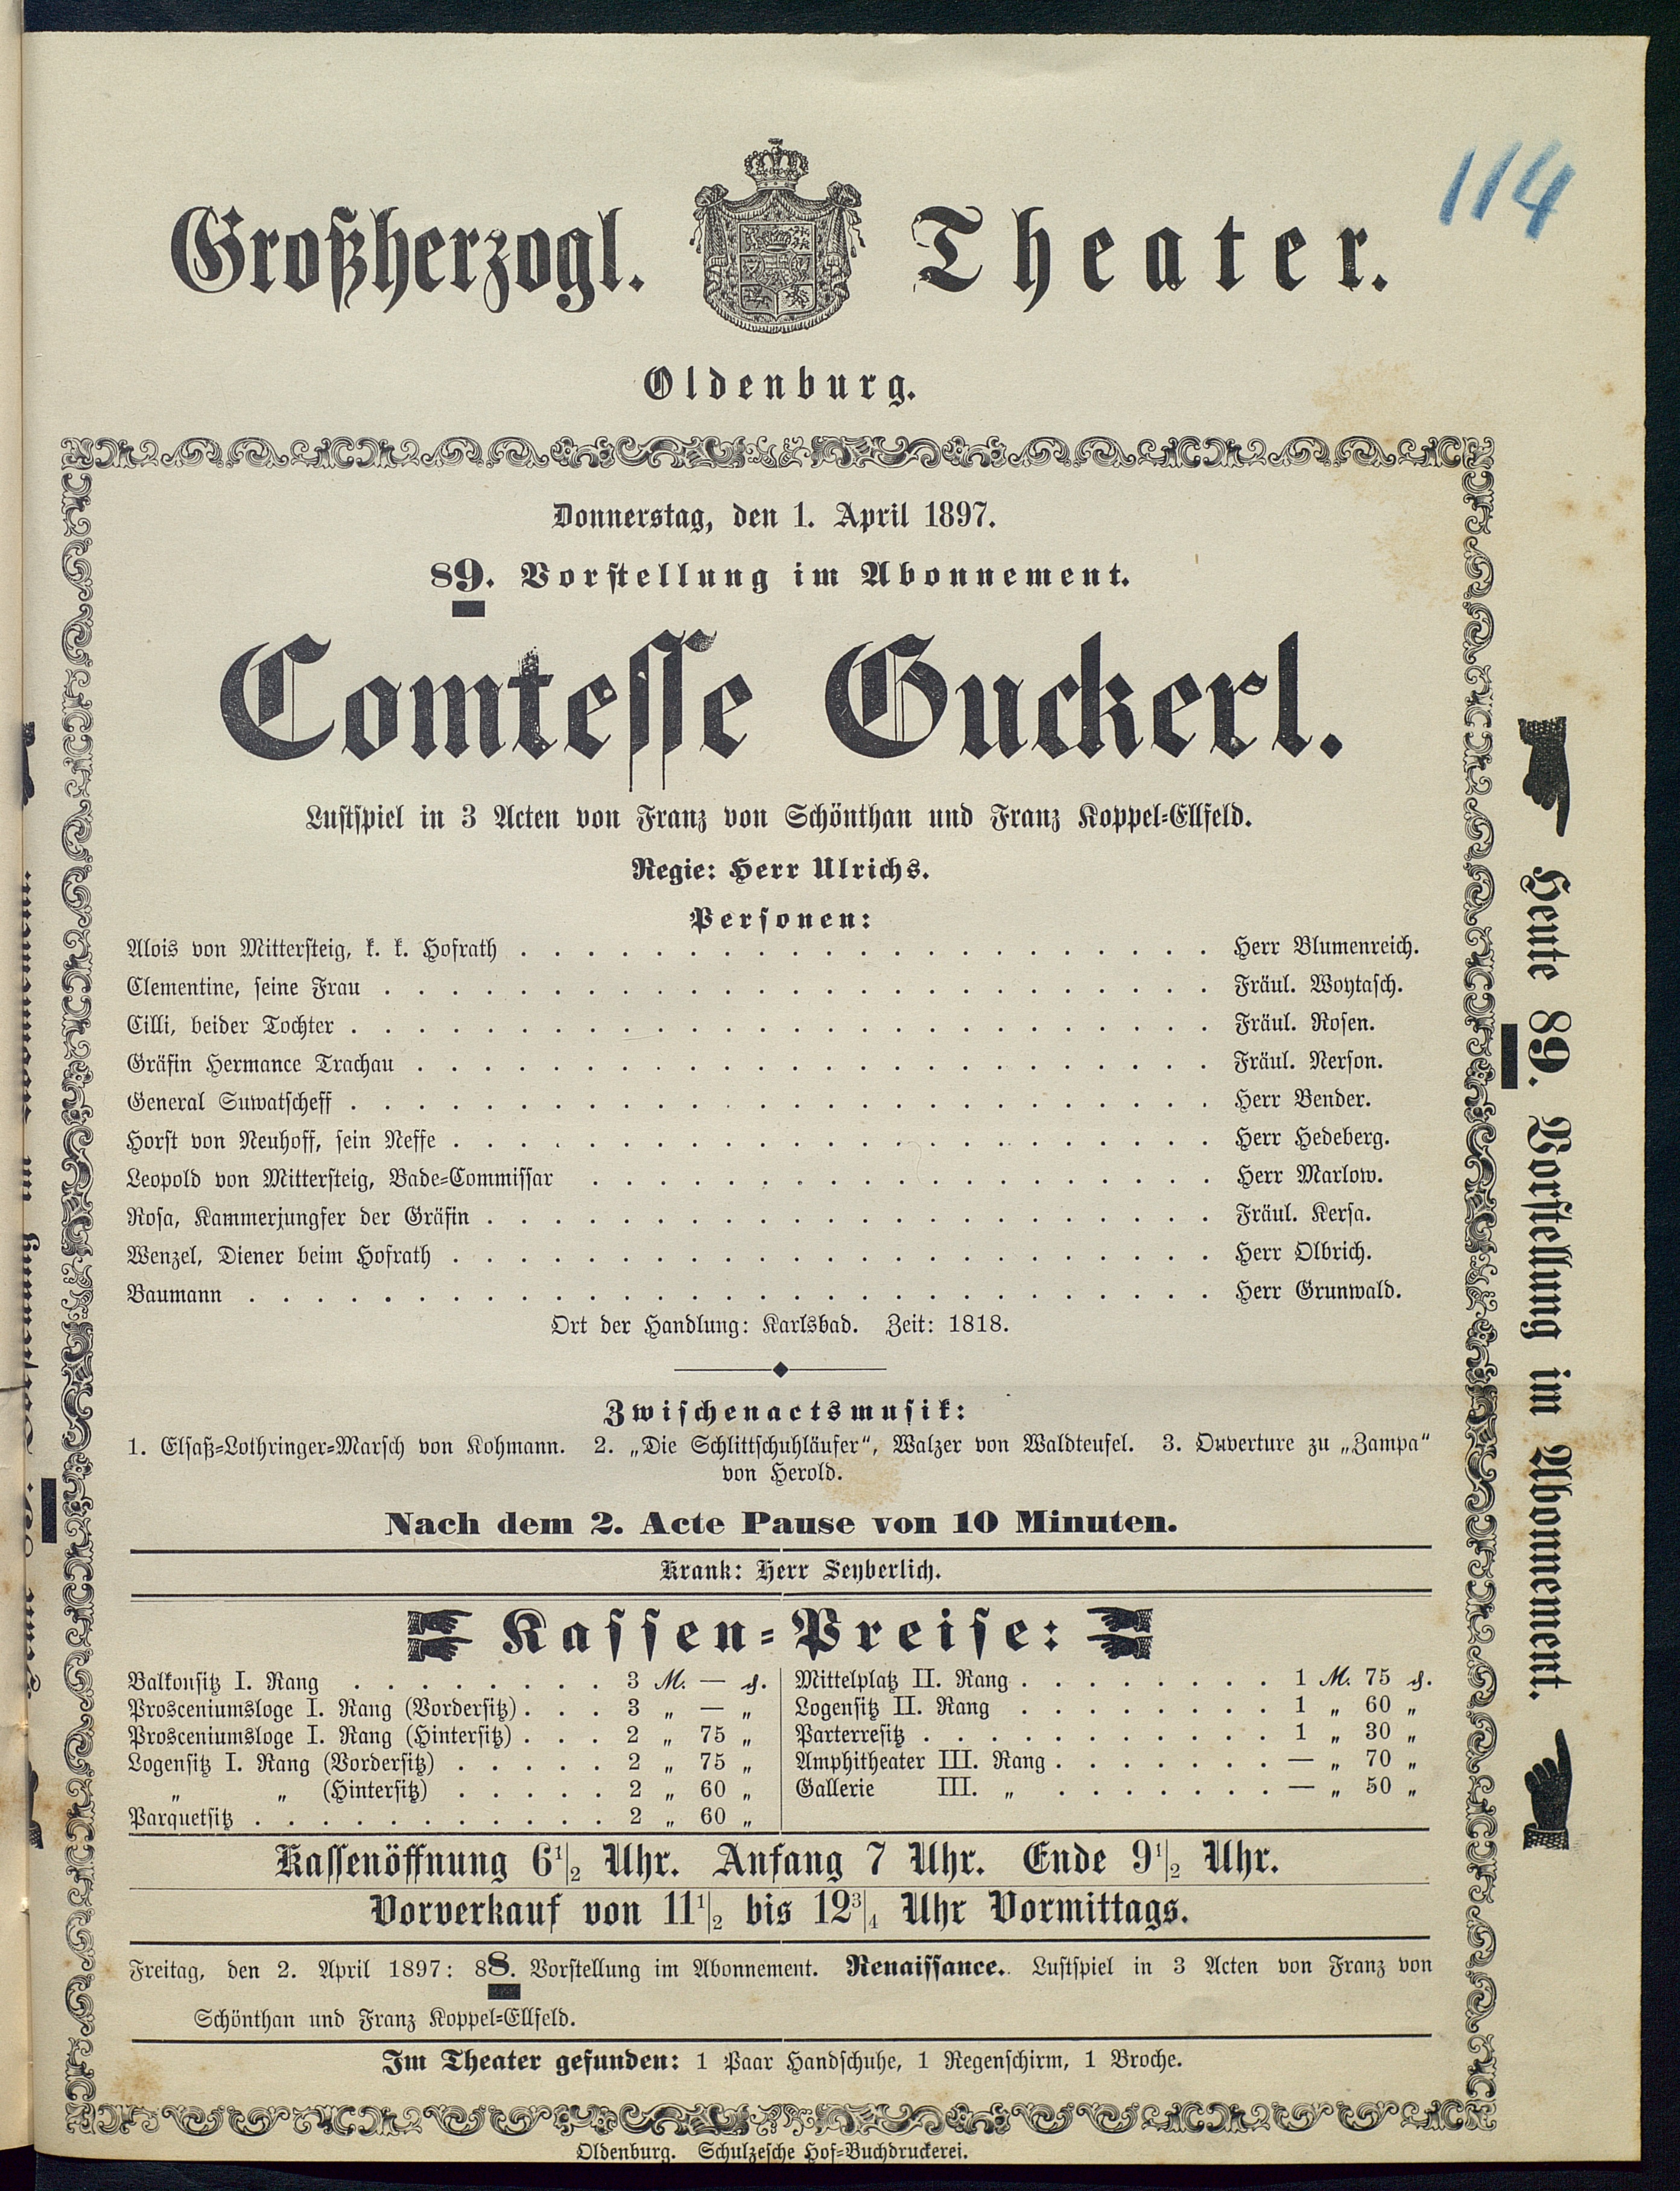 114
Großherzogl. Theater.
Oldenburg.
Donnerstag, den 1. April 1897.
89. Vorstellung im Abonnement.
Comtesse Guckerl.
Lustspiel in 3 Acten von Franz von Schönthan und Franz Koppel-Ellfeld.
Regie: Herr Ulrichs.
Personen:
Alois von Mittersteig, k. k. Hofrath . . . . . Herr Blumenreich.
Clementine, seine Frau . . . . . Fräul. Woytasch.
Cilli, beider Tochter . . . . . Fräul. Rosen.
Gräfin Hermance Trachau . . . . . Fräul. Nerson.
General Suwatscheff . . . . . Herr Bender.
Horst von Neuhoff, sein Neffe . . . . . Herr Hedeberg.
Leopold von Mittersteig, Bade-Commissar . . . . . Herr Marlow.
Rosa, Kammerjungfer der Gräfin . . . . . Fräul. Kersa.
Wenzel, Diener beim Hofrath . . . . . Herr Olbrich.
Baumann . . . . . Herr Grunwald.
Ort der Handlung: Karlsbad. Zeit: 1818.
Zwischenactsmusik:
1. Elsaß-Lothringer-Marsch von Kohmann. 2. „Die Schlittschuhläufer“, Walzer von Waldteufel. 3. Ouverture zu „Zampa“
von Herold.
Nach dem 2. Acte Pause von 10 Minuten.
Krank: Herr Seyberlich.
Kassen-Preise:
Balkonsitz I. Rang . . . . . 3 M. — ₰.
Prosceniumsloge I. Rang (Vordersitz) . . . 3 „ — „
Prosceniumsloge I. Rang (Hintersitz) . . . 2 „ 75 „
Logensitz I. Rang (Vordersitz) . . . . . 2 „ 75 „
„ „ (Hintersitz) . . . . . 2 „ 60 „
Parquetsitz . . . . . 2 „ 60 „
Mittelplatz II. Rang . . . . . 1 M. 75 ₰.
Logensitz II. Rang . . . . . 1 „ 60 „
Parterresitz . . . . . 1 „ 30 „
Amphitheater III. Rang . . . . . — „ 70 „
Gallerie III. „ . . . . . — „ 50 „
Kassenöffnung 6 1/2 Uhr. Anfang 7 Uhr. Ende 9 1/2 Uhr.
Vorverkauf von 11 1/2 bis 12 3/4 Uhr Vormittags.
Freitag, den 2. April 1897: 88. Vorstellung im Abonnement. Renaissance. Lustspiel in 3 Acten von Franz von
Schönthan und Franz Koppel-Ellfeld.
Im Theater gefunden: 1 Paar Handschuhe, 1 Regenschirm, 1 Broche.
Oldenburg. Schulzesche Hof-Buchdruckerei.
Heute 89. Vorstellung im Abonnement.